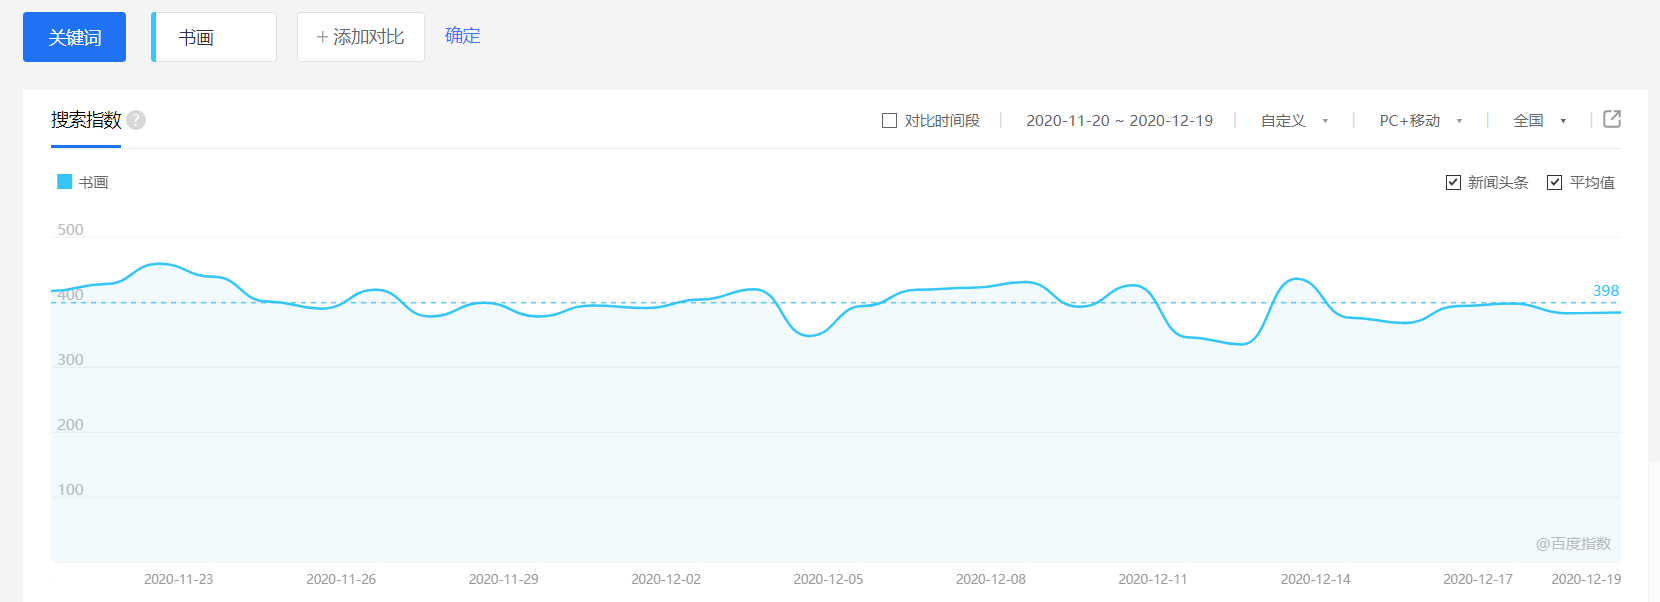 关键词 书画 +添加对比 确定
搜索指数 ? 对比时间段 2020-11-20 ~ 2020-12-19 自定义 PC+移动 全国
书画 新闻头条 平均值
500
400 398
300
200
100
@百度指数
2020-11-23 2020-11-26 2020-11-29 2020-12-02 2020-12-05 2020-12-08 2020-12-11 2020-12-14 2020-12-17 2020-12-19